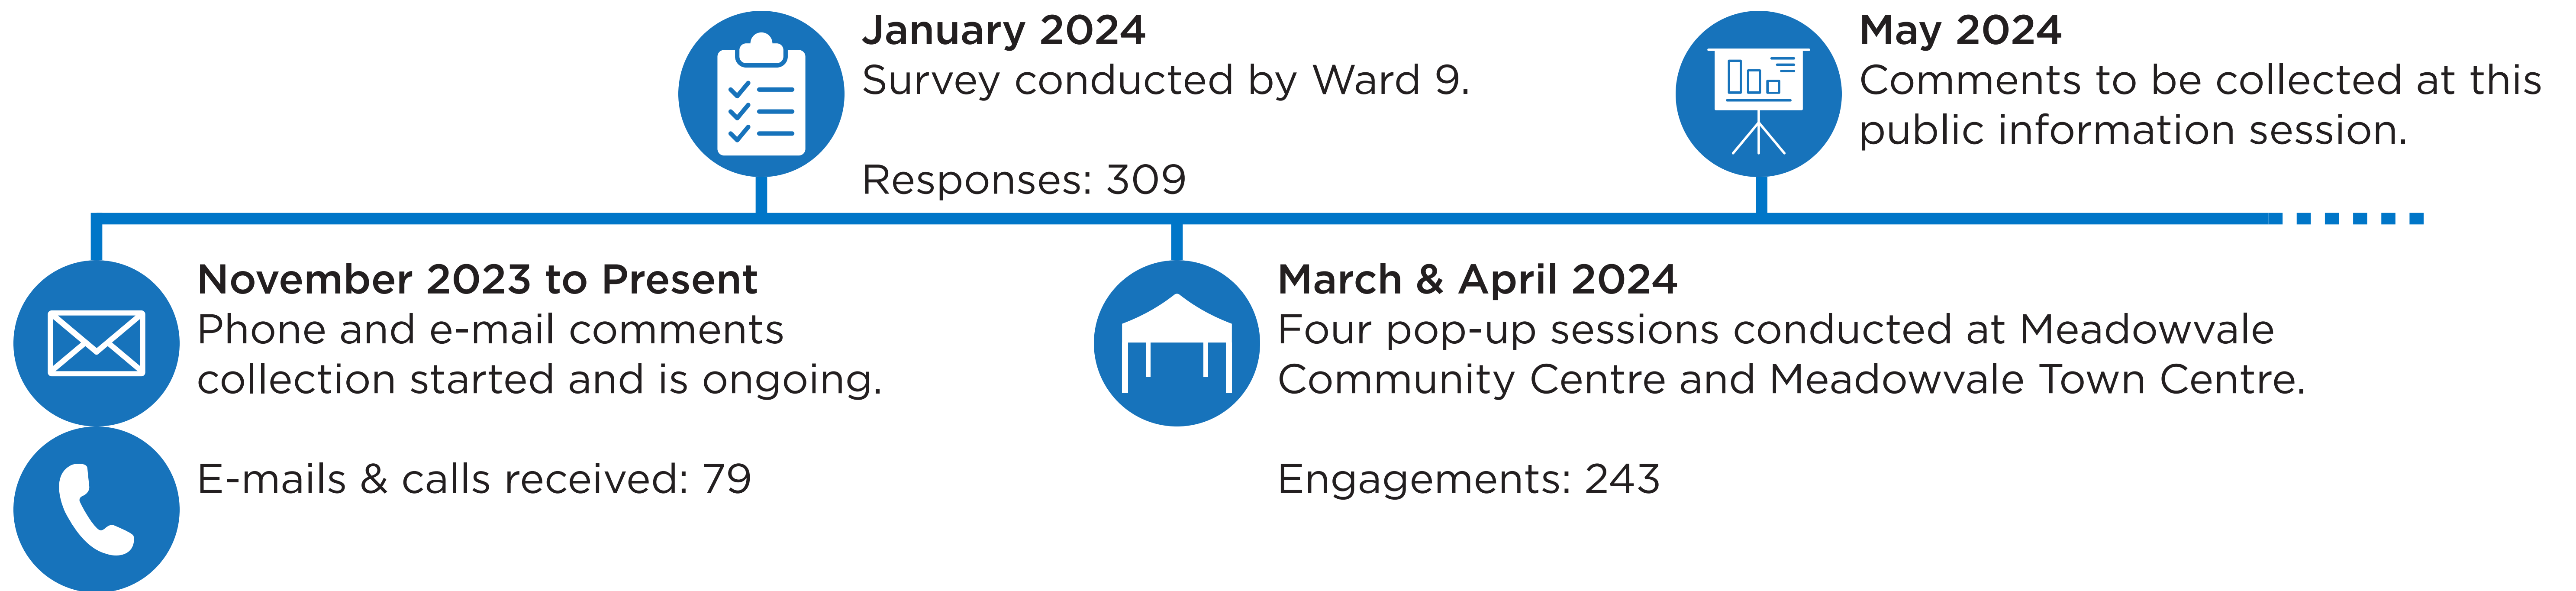 January 2024
Survey conducted by Ward 9.
Responses: 309
May 2024
Comments to be collected at this
public information session.
November 2023 to Present
Phone and e-mail comments
collection started and is ongoing.
E-mails & calls received: 79
March & April 2024
Four pop-up sessions conducted at Meadowvale
Community Centre and Meadowvale Town Centre.
Engagements: 243